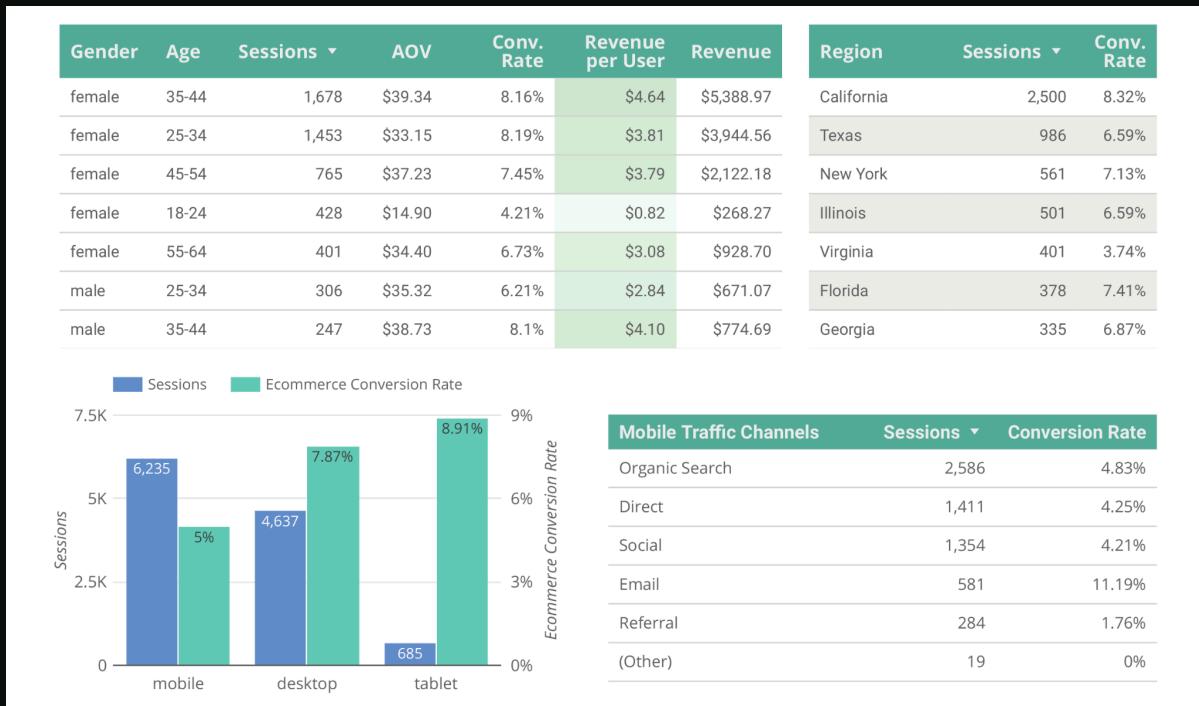 Gender Age Sessions ▼ AOV Conv. Rate Revenue per User Revenue
female 35-44 1,678 $39.34 8.16% $4.64 $5,388.97
female 25-34 1,453 $33.15 8.19% $3.81 $3,944.56
female 45-54 765 $37.23 7.45% $3.79 $2,122.18
female 18-24 428 $14.90 4.21% $0.82 $268.27
female 55-64 401 $34.40 6.73% $3.08 $928.70
male 25-34 306 $35.32 6.21% $2.84 $671.07
male 35-44 247 $38.73 8.1% $4.10 $774.69
Region Sessions ▼ Conv. Rate
California 2,500 8.32%
Texas 986 6.59%
New York 561 7.13%
Illinois 501 6.59%
Virginia 401 3.74%
Florida 378 7.41%
Georgia 335 6.87%
Sessions Ecommerce Conversion Rate
Sessions
7.5K
5K
2.5K
0
6,235
5%
4,637
7.87%
685
8.91%
9%
6%
3%
0%
Ecommerce Conversion Rate
mobile desktop tablet
Mobile Traffic Channels Sessions ▼ Conversion Rate
Organic Search 2,586 4.83%
Direct 1,411 4.25%
Social 1,354 4.21%
Email 581 11.19%
Referral 284 1.76%
(Other) 19 0%